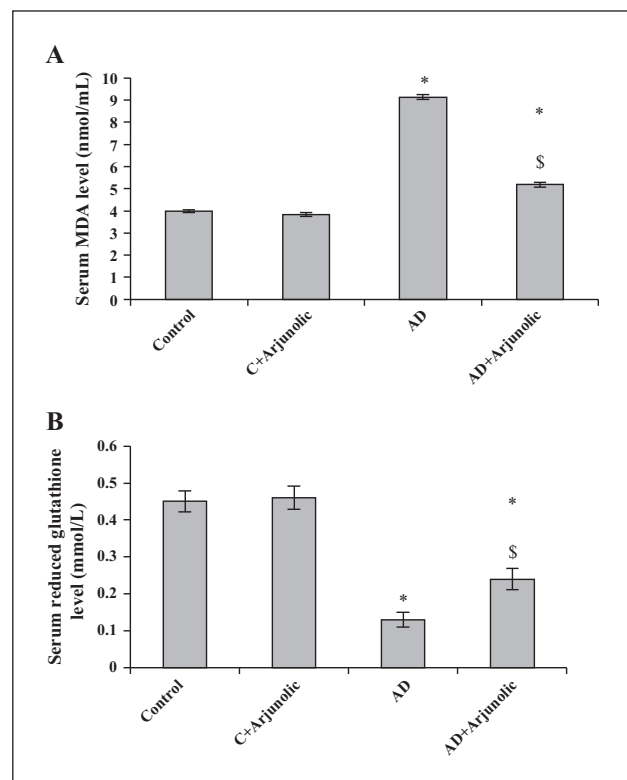 A
Serum MDA level (nmol/mL)
10
9
8
7
6
5
4
3
2
1
0
*
*
$
Control
C+Arjunolic
AD
AD+Arjunolic
B
Serum reduced glutathione
level (mmol/L)
0.6
0.5
0.4
0.3
0.2
0.1
0
*
*
$
Control
C+Arjunolic
AD
AD+Arjunolic